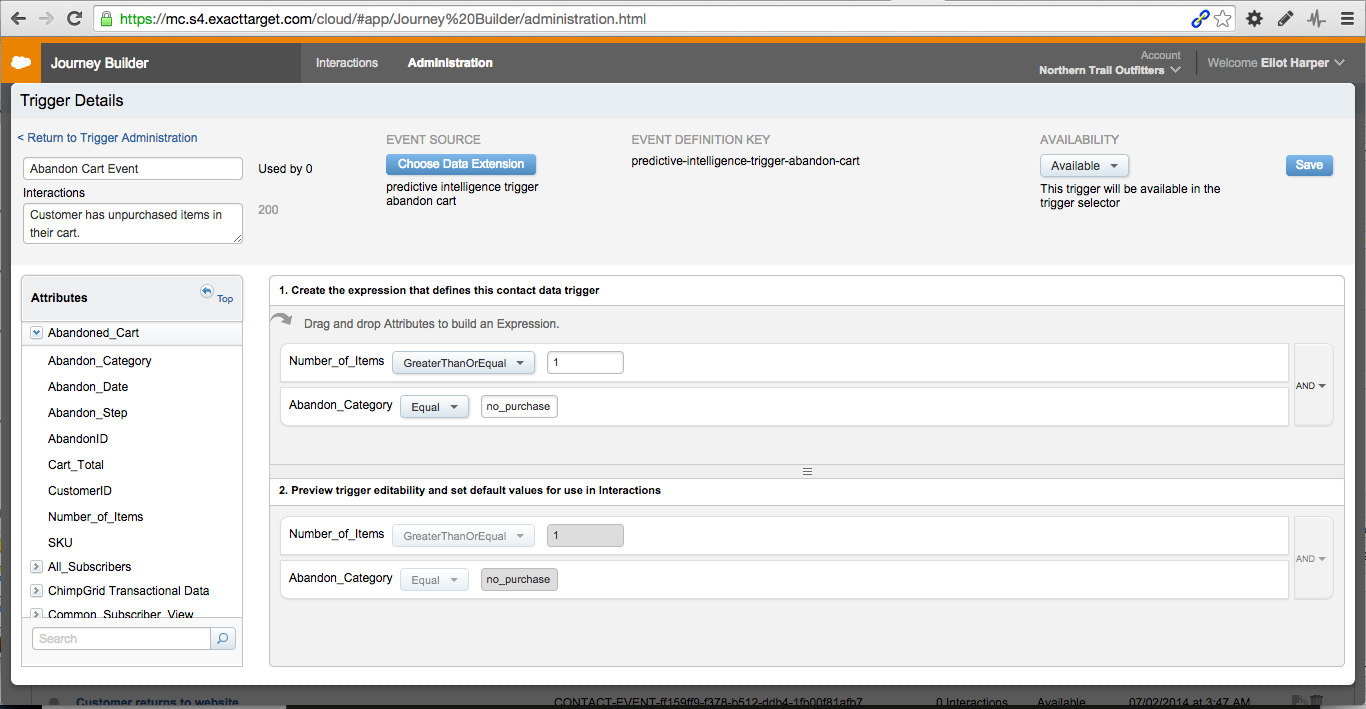 https://mc.s4.exacttarget.com/cloud/#app/Journey%20Builder/administration.html
Journey Builder
Interactions
Administration
Account
Northern Trail Outfitters
Welcome Eliot Harper
Trigger Details
< Return to Trigger Administration
EVENT SOURCE
EVENT DEFINITION KEY
AVAILABILITY
Abandon Cart Event
Used by 0
Choose Data Extension
predictive-intelligence-trigger-abandon-cart
Available
Save
Interactions
predictive intelligence trigger
abandon cart
This trigger will be available in the
trigger selector
Customer has unpurchased items in
their cart.
200
Attributes
Top
1. Create the expression that defines this contact data trigger
Abandoned_Cart
Drag and drop Attributes to build an Expression.
Abandon_Category
Abandon_Date
Abandon_Step
AbandonID
Cart_Total
CustomerID
Number_of_Items
SKU
All_Subscribers
ChimpGrid Transactional Data
Common_Subscriber_View
Search
Number_of_Items GreaterThanOrEqual 1
Abandon_Category Equal no_purchase
AND
2. Preview trigger editability and set default values for use in Interactions
Number_of_Items GreaterThanOrEqual 1
Abandon_Category Equal no_purchase
AND
Customer returns to website
CONTACT-EVENT-ff159ff9-f378-b512-ddb4-1fb00f81afb7
0 Interactions
Available
07/02/2014 at 3:47 AM